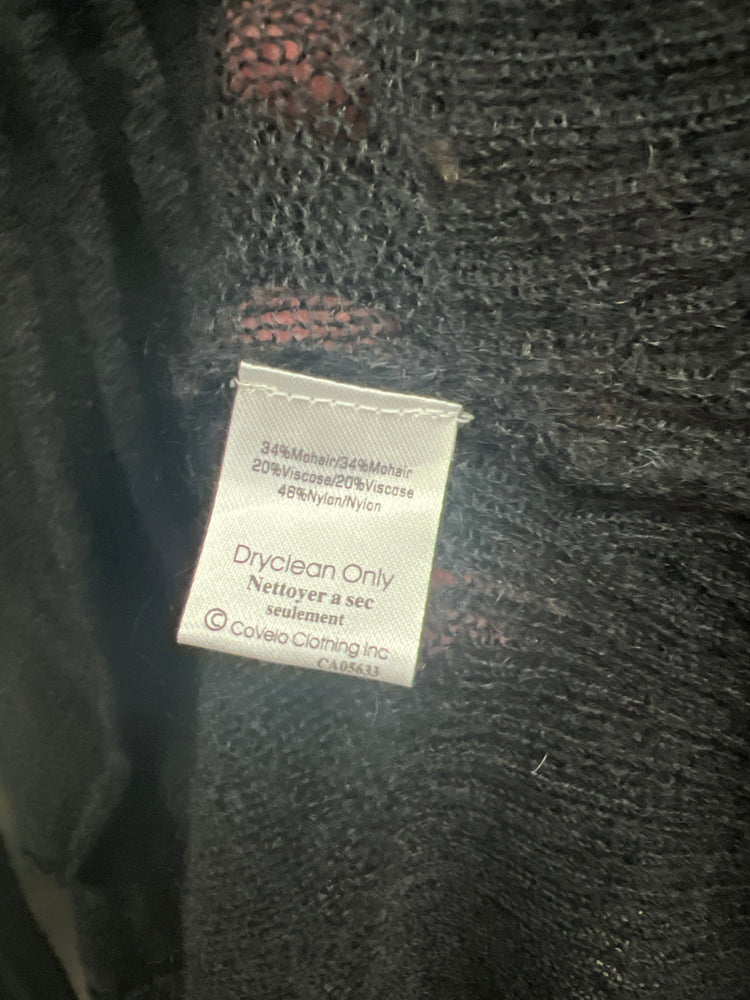 34%Mohair/34%Mohair
20%Viscose/20%Viscose
46%Nylon/Nylon
Dryclean Only
Nettoyer a sec
seulement
© CoVelo Clothing Inc
CA05633